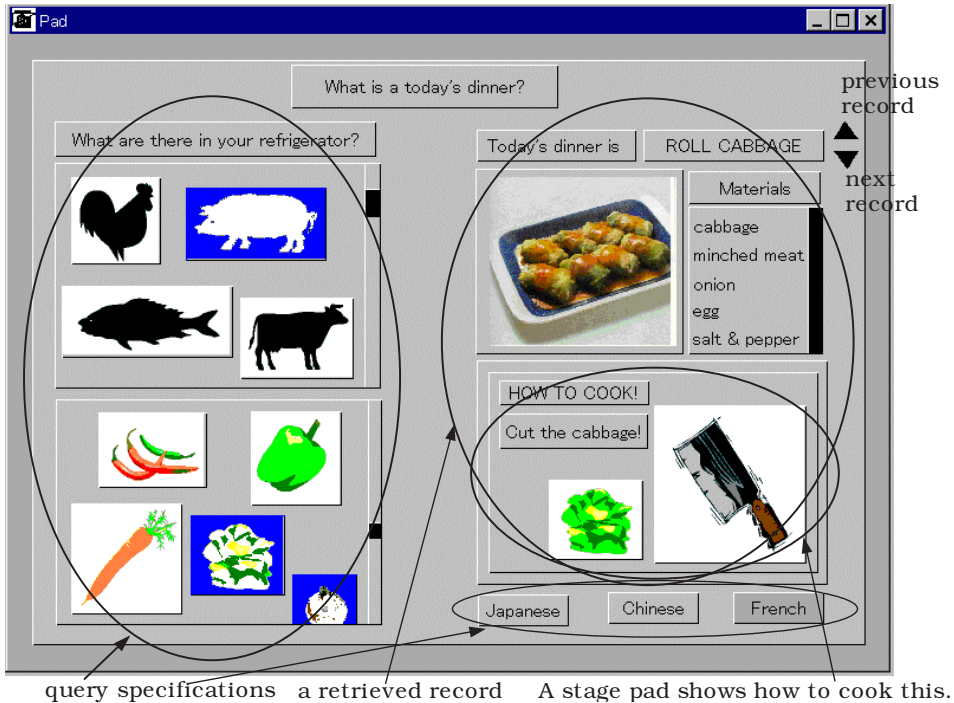 Pad
What is a today's dinner?
previous
record
What are there in your refrigerator?
Today's dinner is
ROLL CABBAGE
next
record
Materials
cabbage
minched meat
onion
egg
salt & pepper
HOW TO COOK!
Cut the cabbage!
Japanese
Chinese
French
query specifications
a retrieved record
A stage pad shows how to cook this.